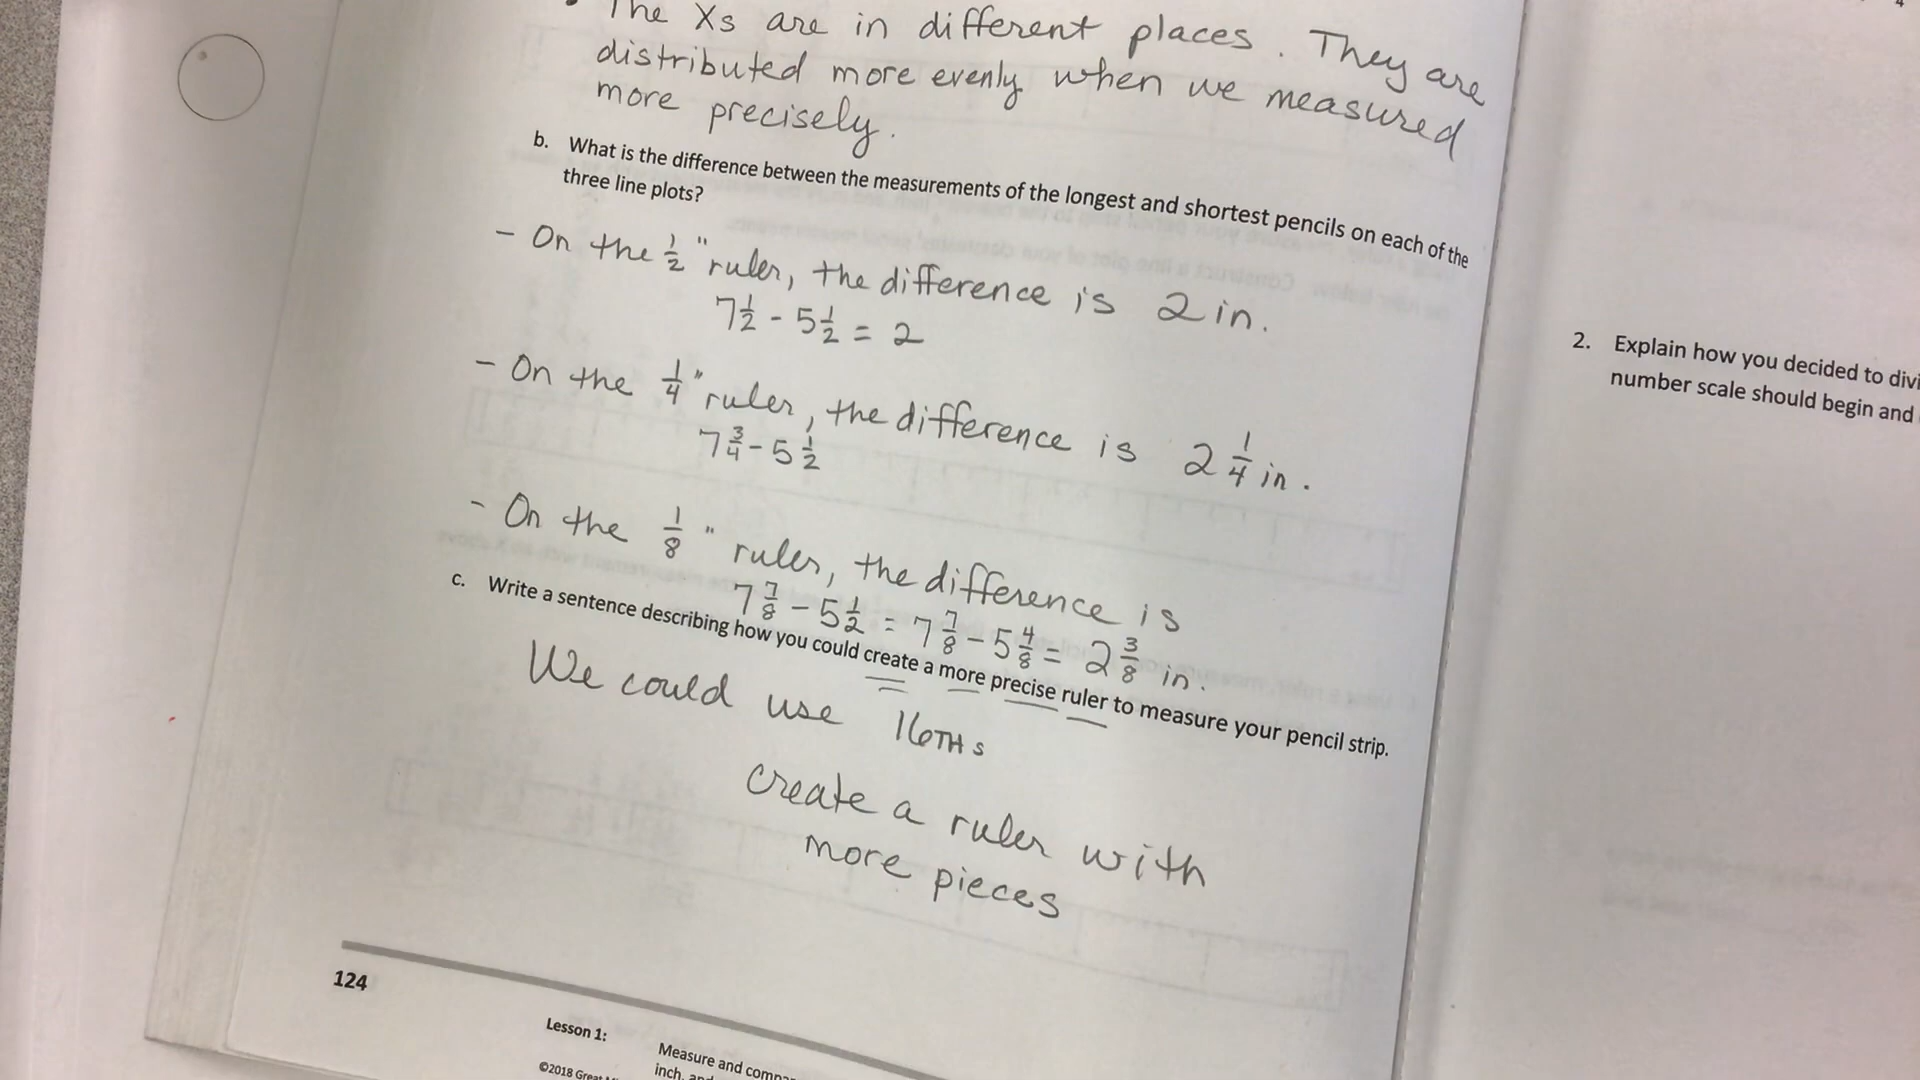 The Xs are in different places. They are
distributed more evenly when we measured
more precisely.
b. What is the difference between the measurements of the longest and shortest pencils on each of the
three line plots?
- On the 1/2" ruler, the difference is 2 in.
7 1/2 - 5 1/2 = 2
- On the 1/4" ruler, the difference is 2 1/4 in.
7 3/4 - 5 1/2
- On the 1/8" ruler, the difference is
7 7/8 - 5 1/2 = 7 7/8 - 5 4/8 = 2 3/8 in.
c. Write a sentence describing how you could create a more precise ruler to measure your pencil strip.
We could use 16THs
create a ruler with
more pieces
124
Lesson 1:
Measure and
inch,
©2018 Great
2. Explain how you decided to
number scale should begin and